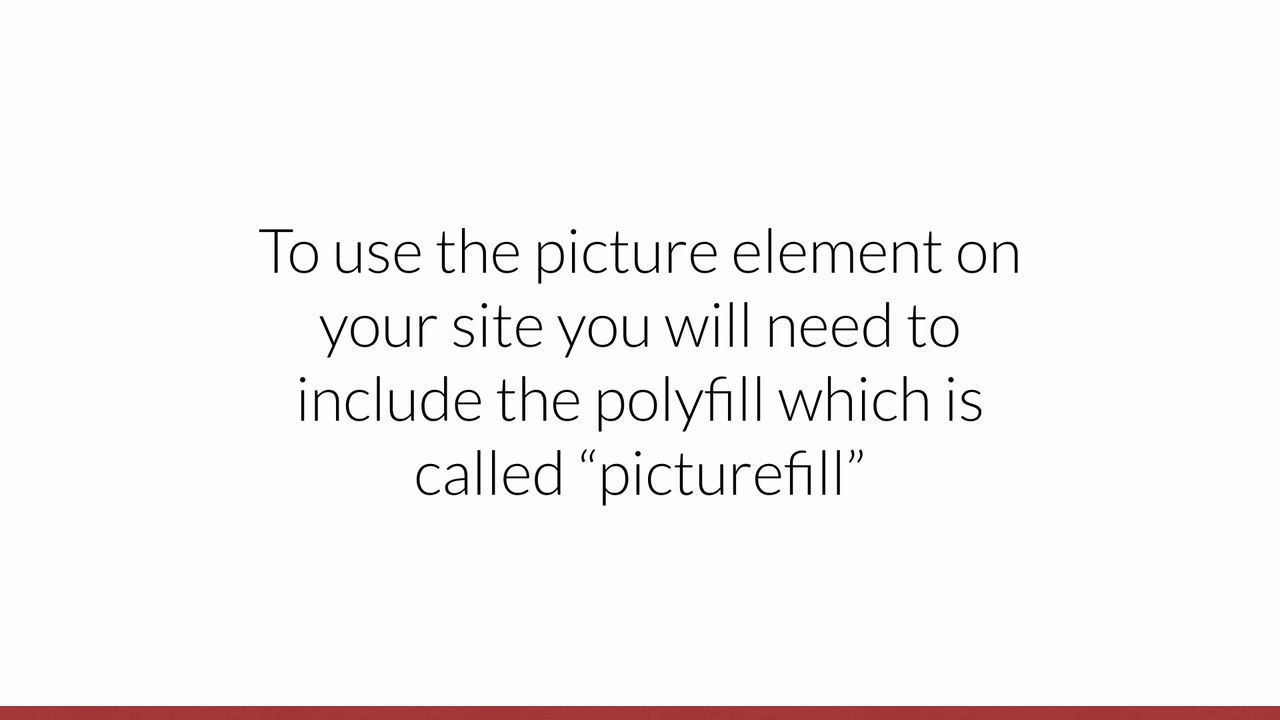 To use the picture element on
your site you will need to
include the polyfill which is
called “picturefill”